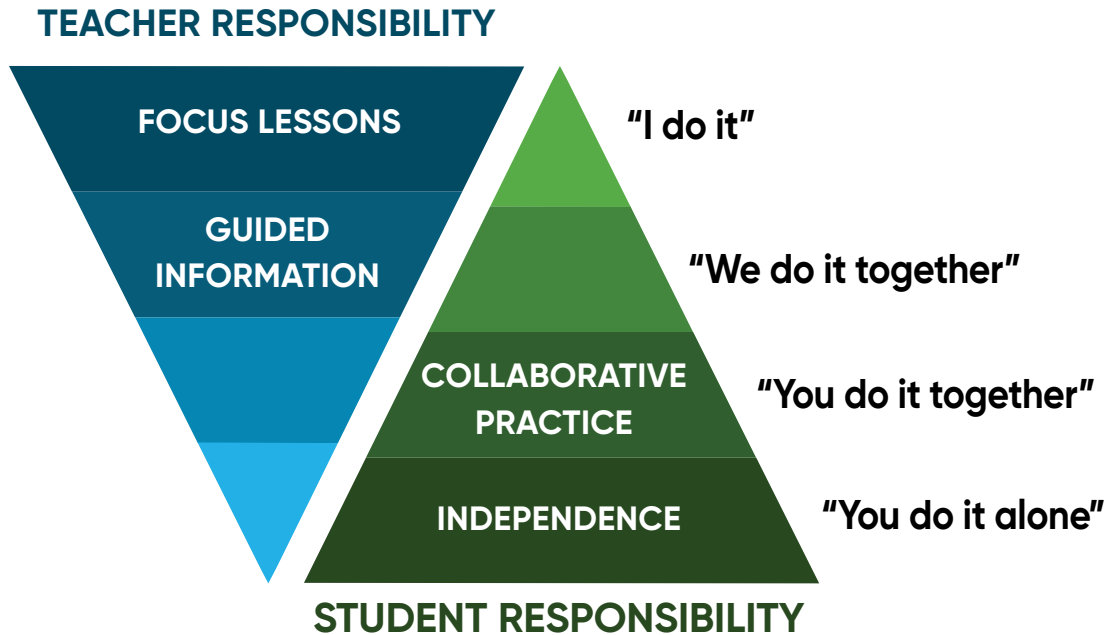 TEACHER RESPONSIBILITY
FOCUS LESSONS
“I do it”
GUIDED
INFORMATION
“We do it together”
COLLABORATIVE
PRACTICE
“You do it together”
INDEPENDENCE
“You do it alone”
STUDENT RESPONSIBILITY